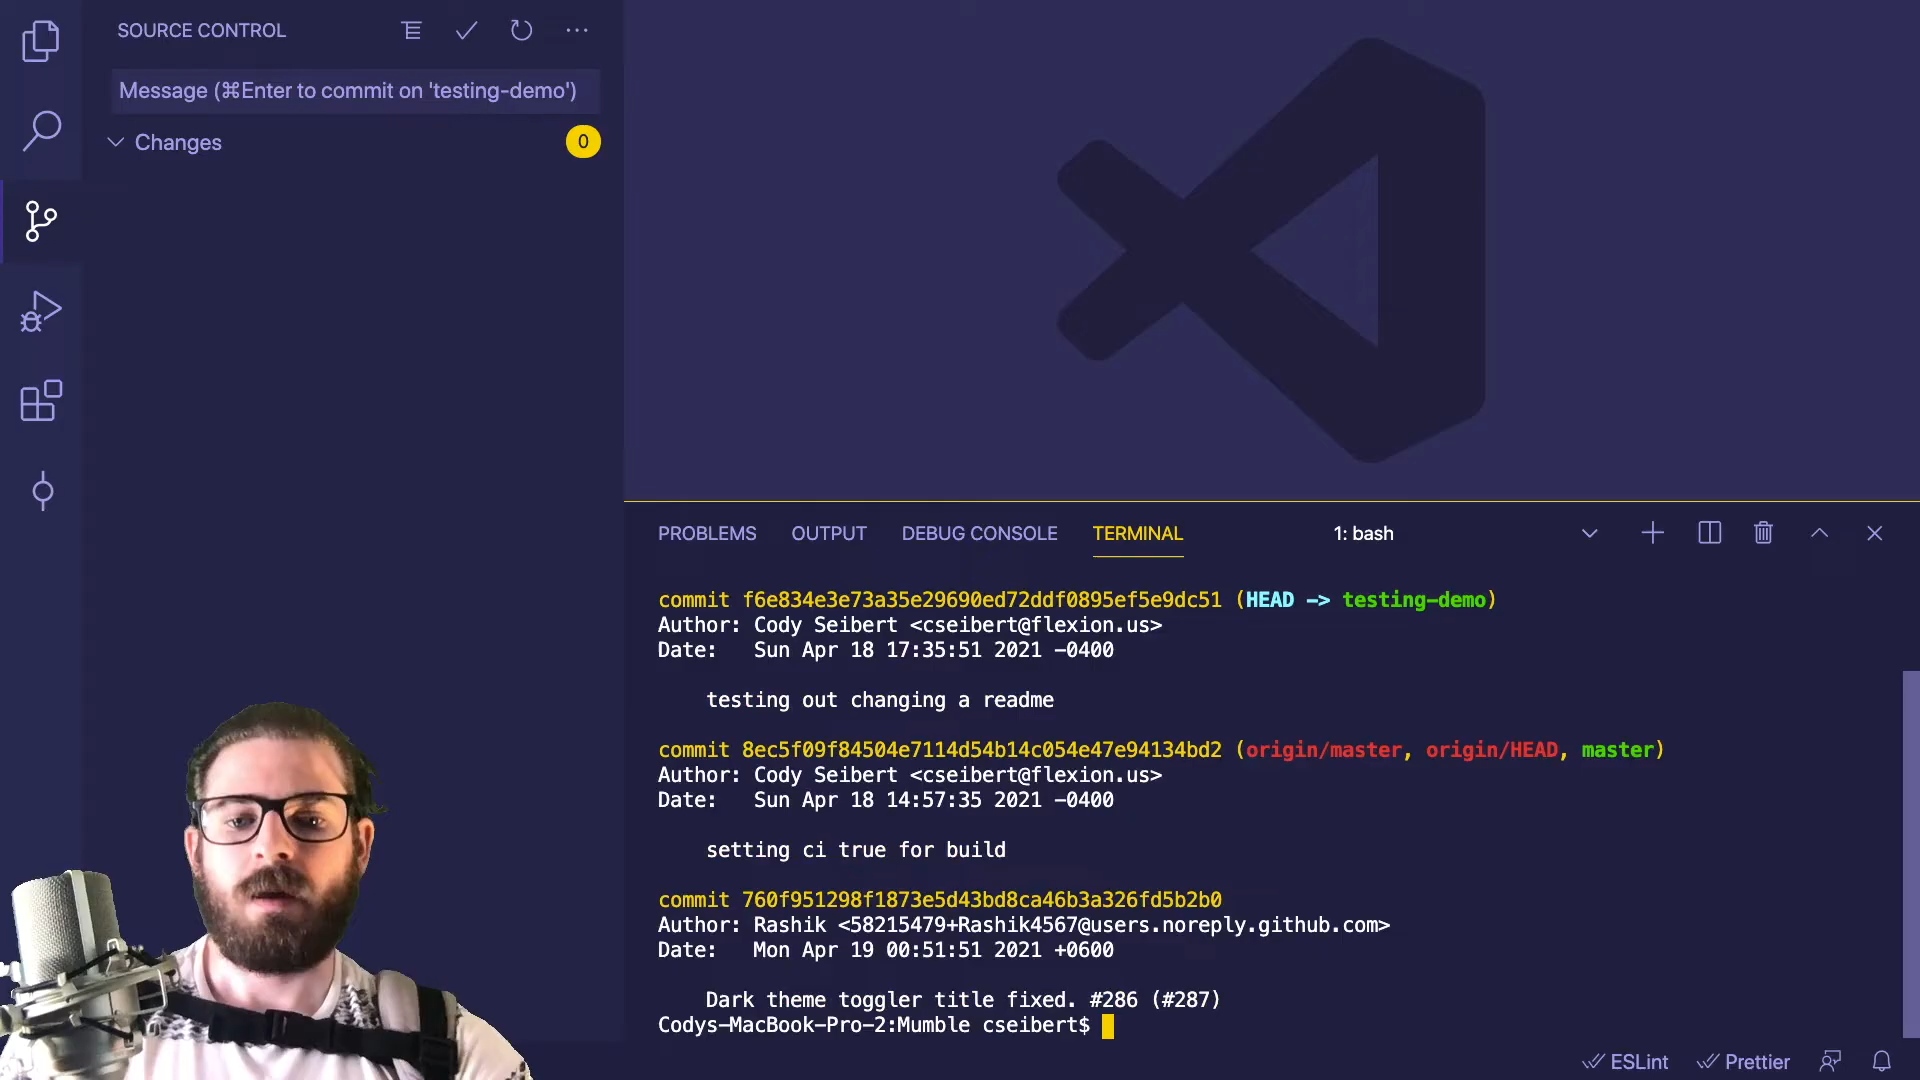 SOURCE CONTROL
Message (⌘Enter to commit on 'testing-demo')
Changes
0
PROBLEMS OUTPUT DEBUG CONSOLE TERMINAL 1: bash
commit f6e834e3e73a35e29690ed72ddf0895ef5e9dc51 (HEAD -> testing-demo)
Author: Cody Seibert <cseibert@flexion.us>
Date:   Sun Apr 18 17:35:51 2021 -0400
testing out changing a readme
commit 8ec5f09f84504e7114d54b14c054e47e94134bd2 (origin/master, origin/HEAD, master)
Author: Cody Seibert <cseibert@flexion.us>
Date:   Sun Apr 18 14:57:35 2021 -0400
setting ci true for build
commit 760f951298f1873e5d43bd8ca46b3a326fd5b2b0
Author: Rashik <58215479+Rashik4567@users.noreply.github.com>
Date:   Mon Apr 19 00:51:51 2021 +0600
Dark theme toggler title fixed. #286 (#287)
Codys-MacBook-Pro-2:Mumble cseibert$
ESLint Prettier